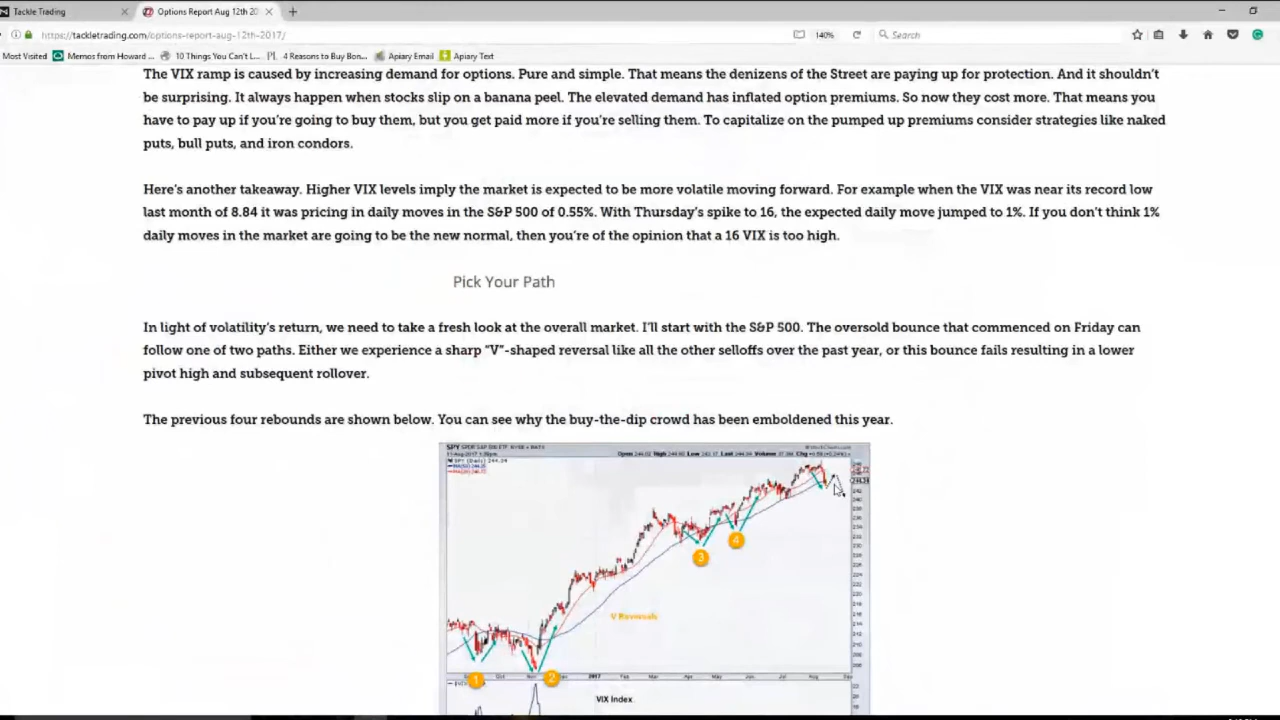 Tackle Trading
Options Report Aug 12th 20
https://tackletrading.com/options-report-aug-12th-2017/
140%
Search
Most Visited
Memos from Howard ...
10 Things You Can't L...
4 Reasons to Buy Bon...
Apiary Email
Apiary Text
The VIX ramp is caused by increasing demand for options. Pure and simple. That means the denizens of the Street are paying up for protection. And it shouldn't
be surprising. It always happen when stocks slip on a banana peel. The elevated demand has inflated option premiums. So now they cost more. That means you
have to pay up if you're going to buy them, but you get paid more if you're selling them. To capitalize on the pumped up premiums consider strategies like naked
puts, bull puts, and iron condors.
Here's another takeaway. Higher VIX levels imply the market is expected to be more volatile moving forward. For example when the VIX was near its record low
last month of 8.84 it was pricing in daily moves in the S&P 500 of 0.55%. With Thursday's spike to 16, the expected daily move jumped to 1%. If you don't think 1%
daily moves in the market are going to be the new normal, then you're of the opinion that a 16 VIX is too high.
Pick Your Path
In light of volatility's return, we need to take a fresh look at the overall market. I'll start with the S&P 500. The oversold bounce that commenced on Friday can
follow one of two paths. Either we experience a sharp "V"-shaped reversal like all the other selloffs over the past year, or this bounce fails resulting in a lower
pivot high and subsequent rollover.
The previous four rebounds are shown below. You can see why the buy-the-dip crowd has been emboldened this year.
SPY
SPY (Daily) 244.24
3
4
V Reversals
1
2
2017
VIX Index